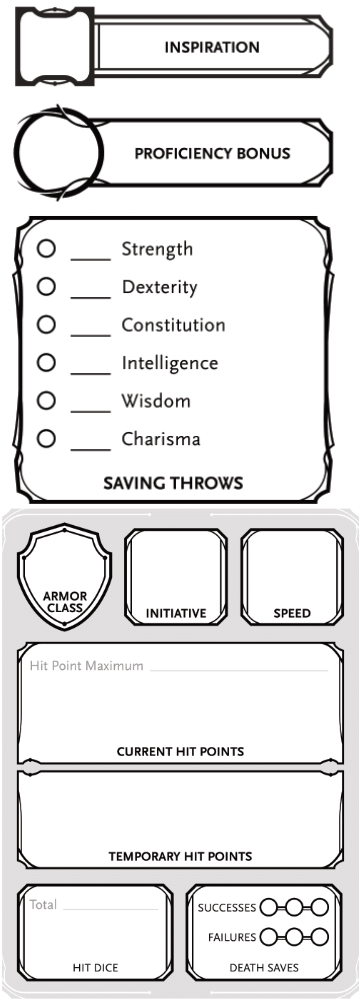 INSPIRATION
PROFICIENCY BONUS
Strength
Dexterity
Constitution
Intelligence
Wisdom
Charisma
SAVING THROWS
ARMOR
CLASS
INITIATIVE
SPEED
Hit Point Maximum
CURRENT HIT POINTS
TEMPORARY HIT POINTS
Total
HIT DICE
SUCCESSES
FAILURES
DEATH SAVES